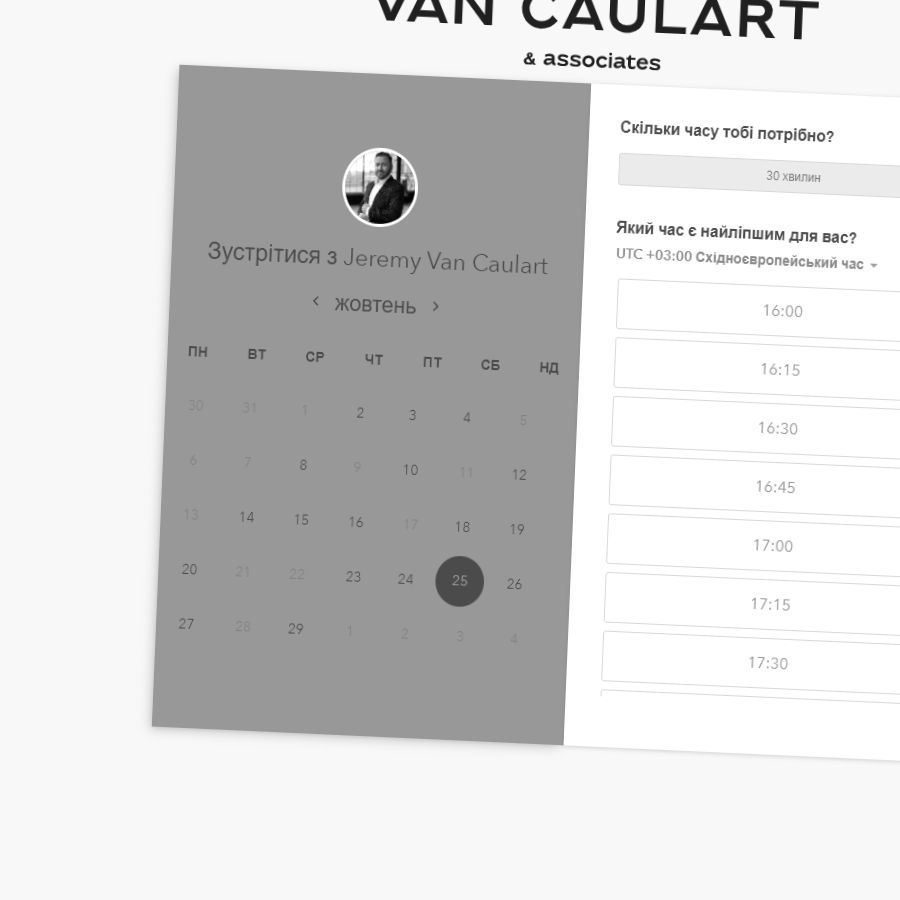 VAN CAULART
& associates
Зустрітися з Jeremy Van Caulart
жовтень
ПН ВТ СР ЧТ ПТ СБ НД
30 31 1 2 3 4 5
6 7 8 9 10 11 12
13 14 15 16 17 18 19
20 21 22 23 24 25 26
27 28 29 1 2 3 4
Скільки часу тобі потрібно?
30 хвилин
Який час є найліпшим для вас?
UTC +03:00 Східноєвропейський час
16:00
16:15
16:30
16:45
17:00
17:15
17:30